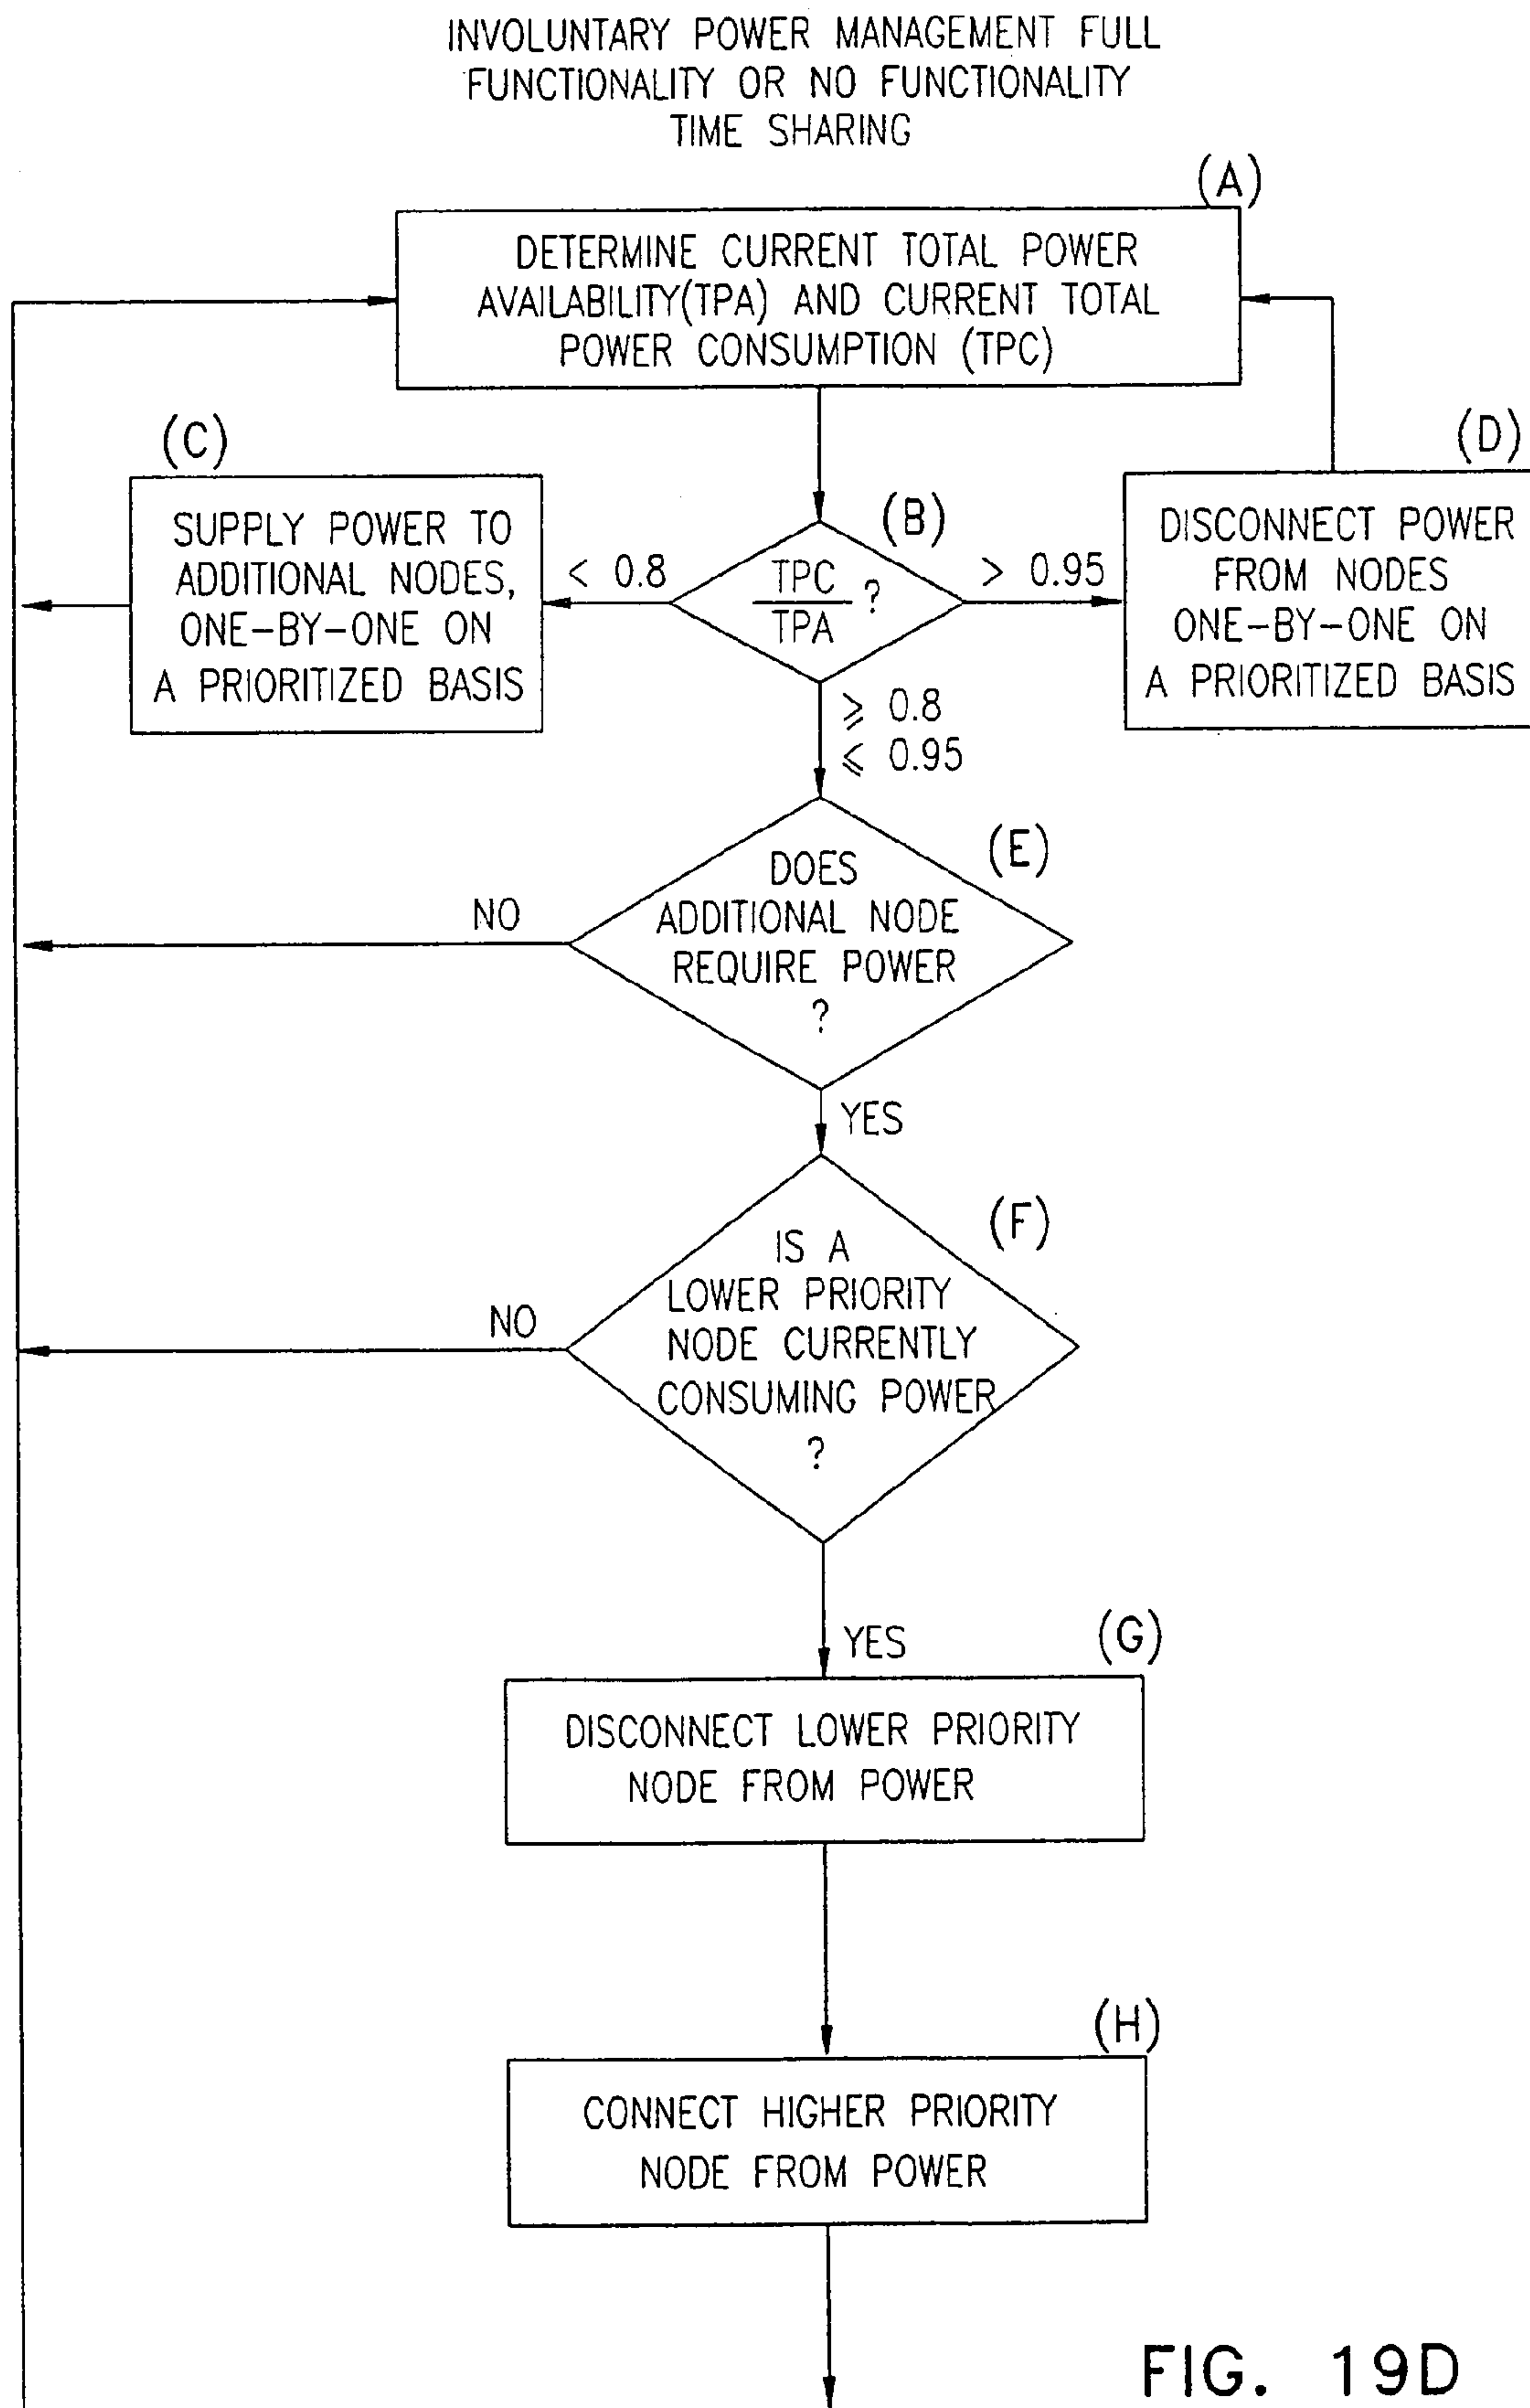 INVOLUNTARY POWER MANAGEMENT FULL
FUNCTIONALITY OR NO FUNCTIONALITY
TIME SHARING
(A)
DETERMINE CURRENT TOTAL POWER
AVAILABILITY(TPA) AND CURRENT TOTAL
POWER CONSUMPTION (TPC)
(C)
SUPPLY POWER TO
ADDITIONAL NODES,
ONE-BY-ONE ON
A PRIORITIZED BASIS
< 0.8
(B)
TPC
TPA
?
> 0.95
(D)
DISCONNECT POWER
FROM NODES
ONE-BY-ONE ON
A PRIORITIZED BASIS
⩾ 0.8
⩽ 0.95
(E)
DOES
ADDITIONAL NODE
REQUIRE POWER
?
NO
YES
(F)
IS A
LOWER PRIORITY
NODE CURRENTLY
CONSUMING POWER
?
NO
YES
(G)
DISCONNECT LOWER PRIORITY
NODE FROM POWER
(H)
CONNECT HIGHER PRIORITY
NODE FROM POWER
FIG. 19D